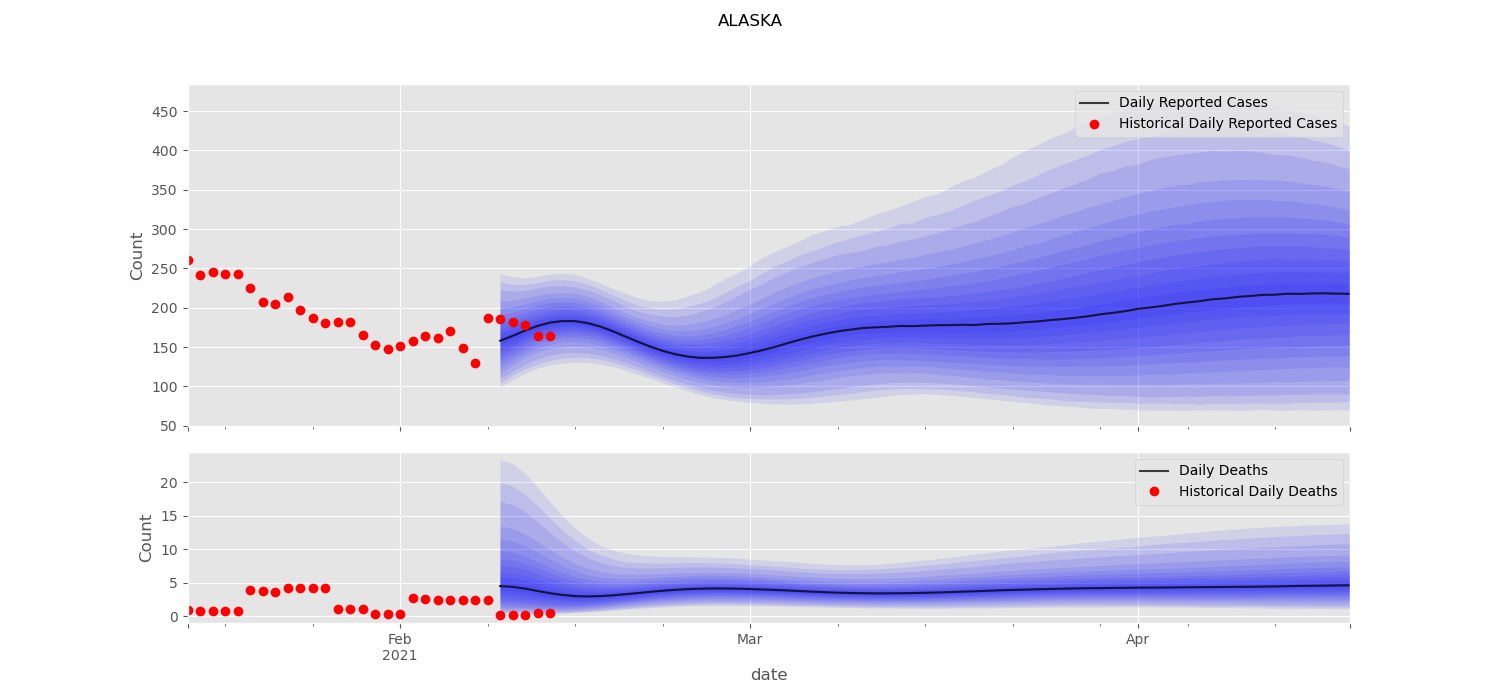 ALASKA
450
400
350
300
250
200
150
100
50
Count
Daily Reported Cases
Historical Daily Reported Cases
20
15
10
5
0
Count
Daily Deaths
Historical Daily Deaths
Feb
2021
Mar
Apr
date